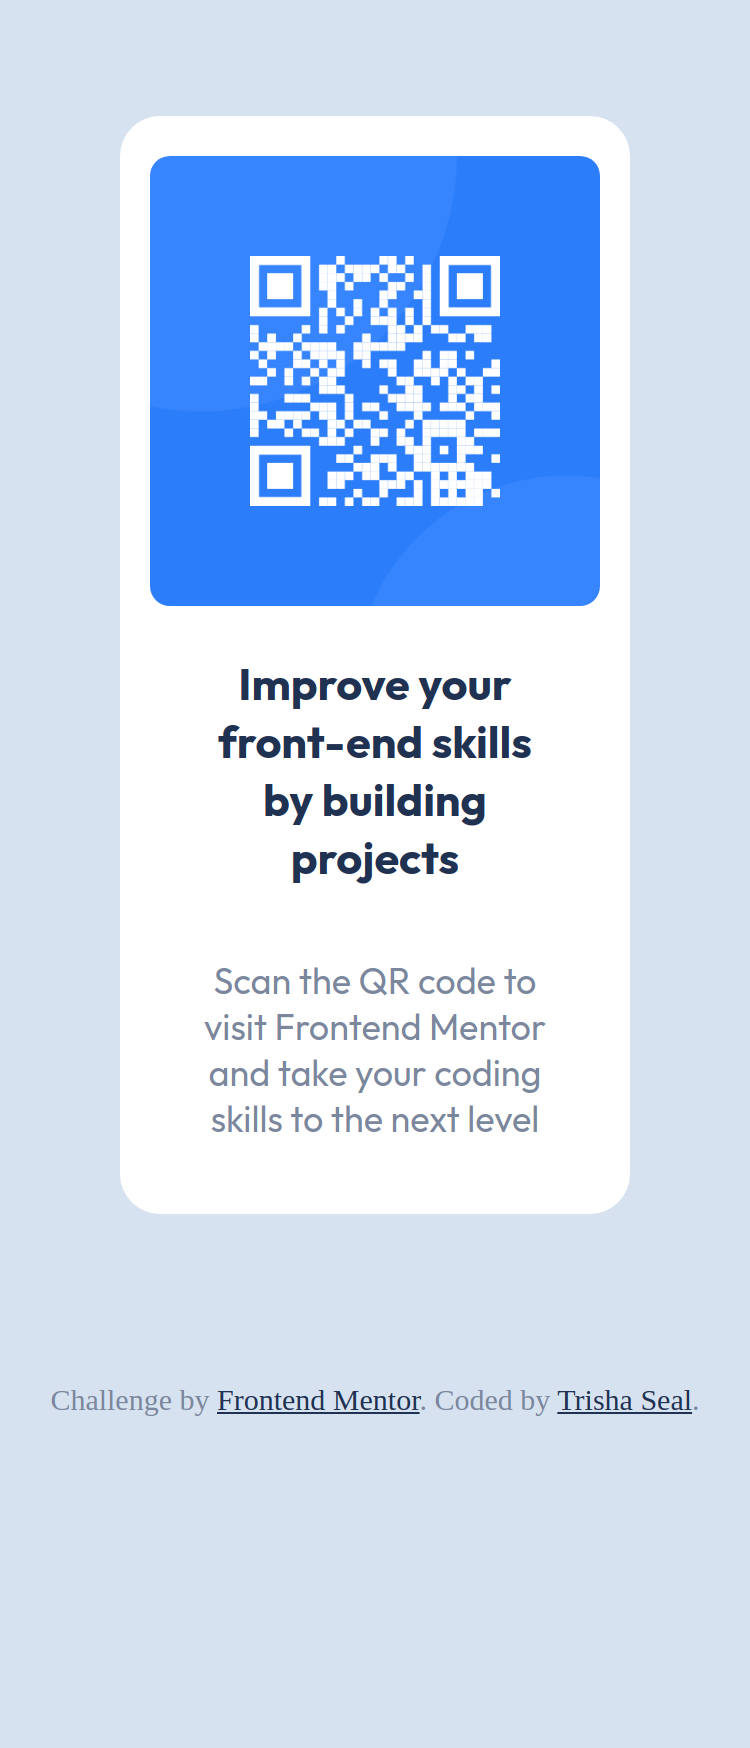 Improve your
front-end skills
by building
projects
Scan the QR code to
visit Frontend Mentor
and take your coding
skills to the next level
Challenge by Frontend Mentor. Coded by Trisha Seal.